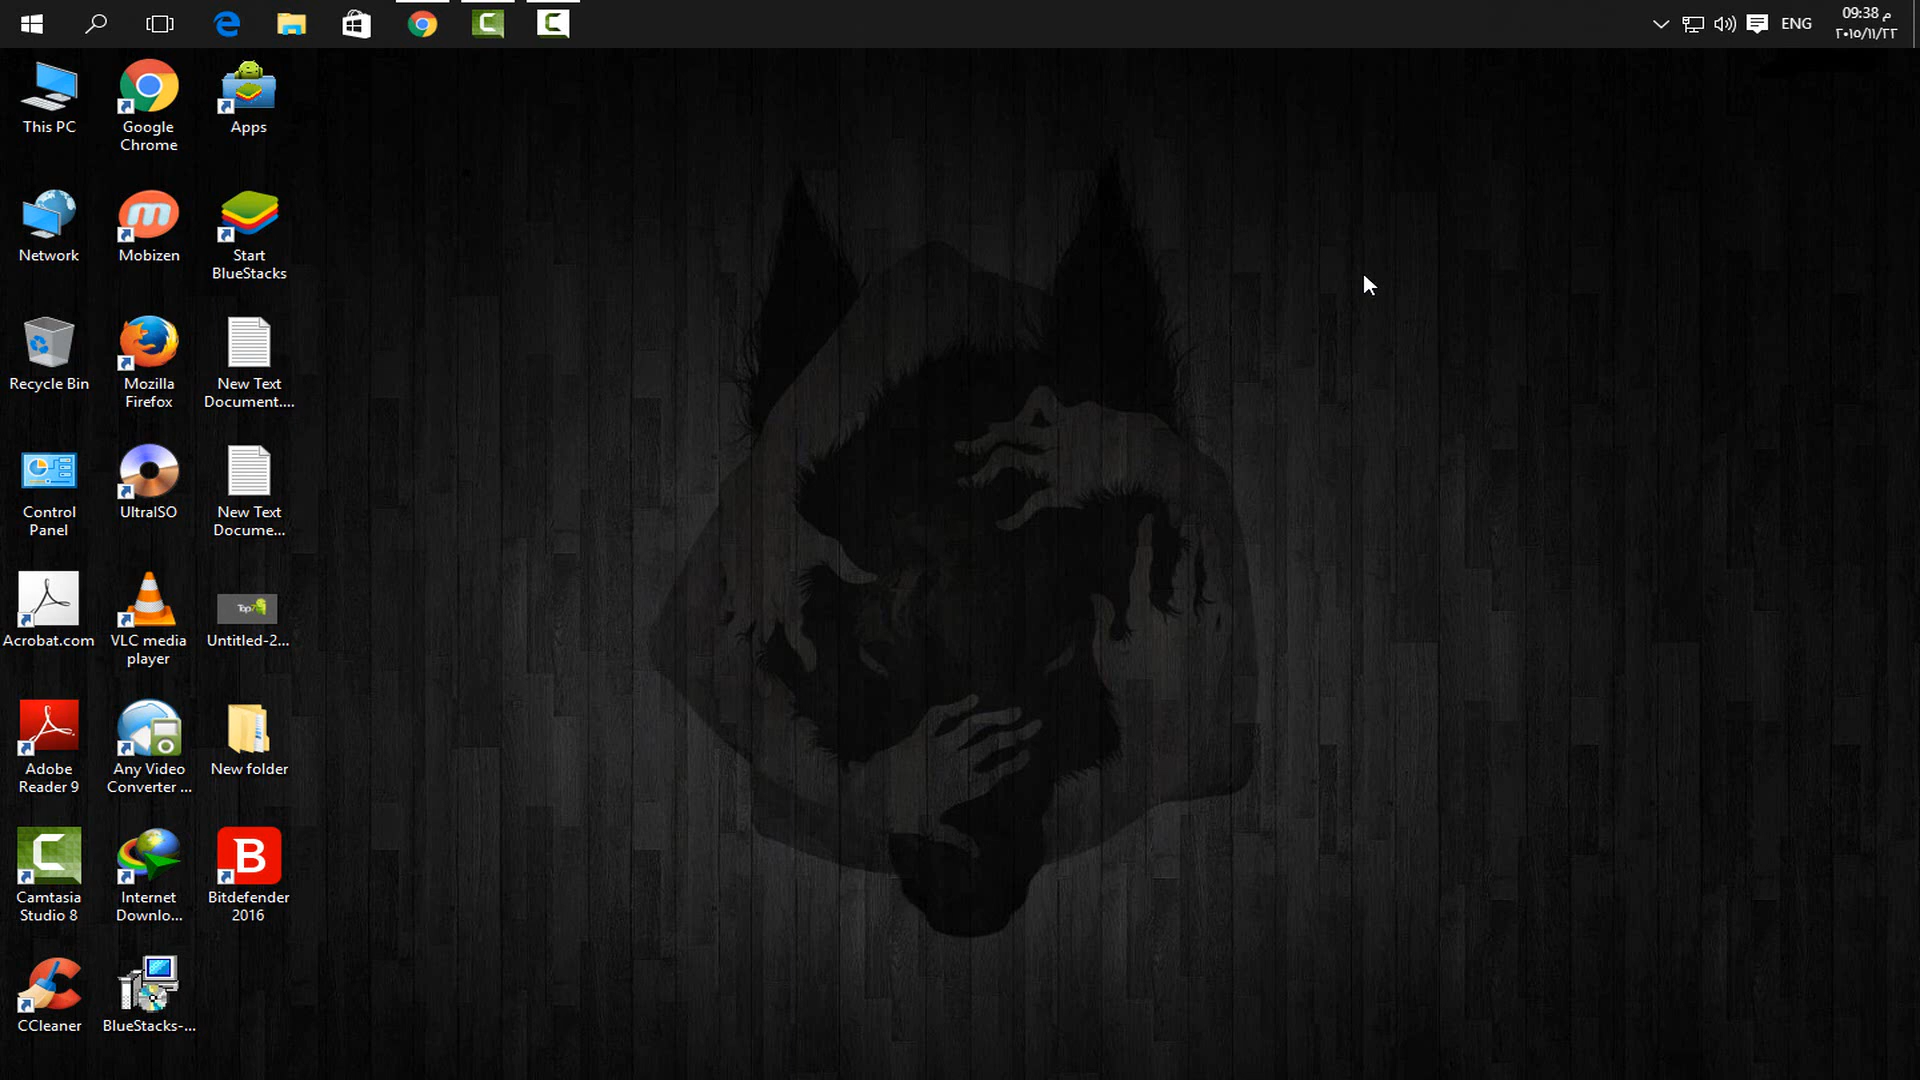 ENG
09:38 م
٢٠١٥/١١/٢٢
This PC
Google
Chrome
Apps
Network
Mobizen
Start
BlueStacks
Recycle Bin
Mozilla
Firefox
New Text
Document....
Control
Panel
UltraISO
New Text
Docume...
Acrobat.com
VLC media
player
Top7
Untitled-2...
Adobe
Reader 9
Any Video
Converter ...
New folder
Camtasia
Studio 8
Internet
Downlo...
B
Bitdefender
2016
CCleaner
BlueStacks-...